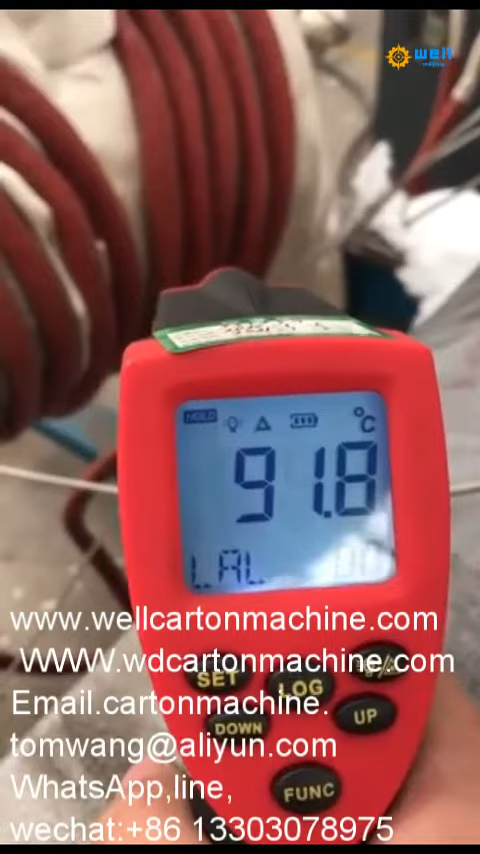 well
HOLD
°C
91.8
LAL
www.wellcartonmachine.com
WWW.wdcartonmachine.com
SET
LOG
Email.cartonmachine.
DOWN
UP
tomwang@aliyun.com
WhatsApp,line,
FUNC
wechat:+86 13303078975